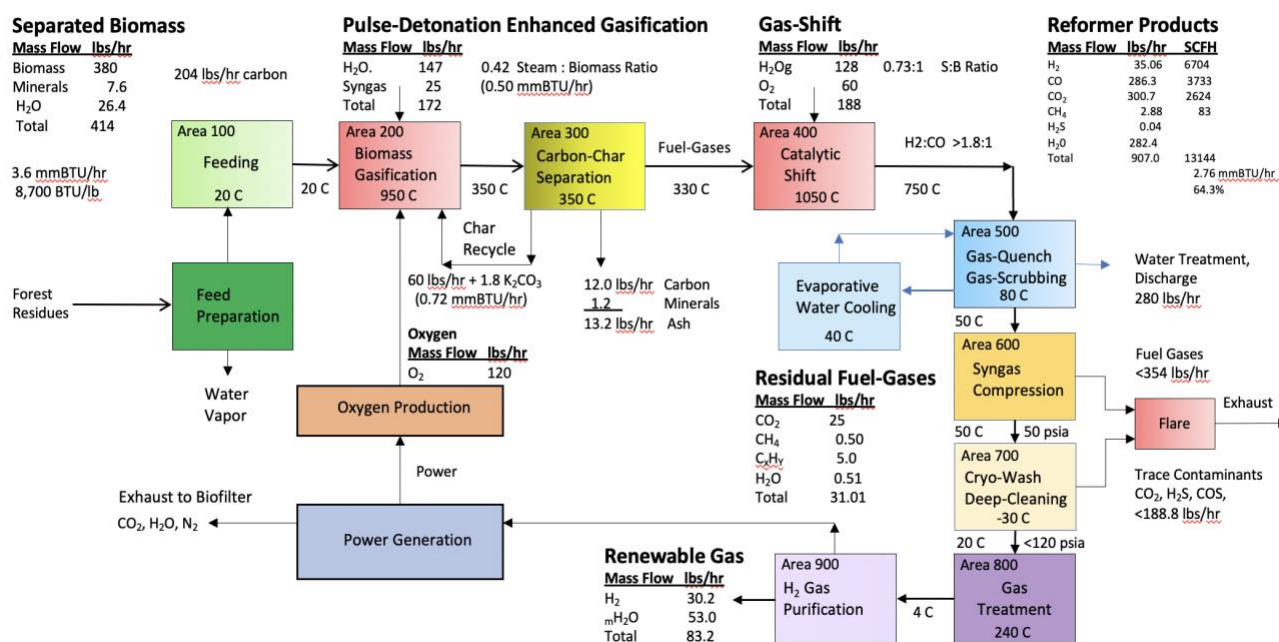 Separated Biomass
Mass Flow lbs/hr
Biomass 380
Minerals 7.6
H2O 26.4
Total 414
204 lbs/hr carbon
3.6 mmBTU/hr
8,700 BTU/lb
Pulse-Detonation Enhanced Gasification
Mass Flow lbs/hr
H2O. 147
Syngas 25
Total 172
0.42 Steam : Biomass Ratio
(0.50 mmBTU/hr)
Gas-Shift
Mass Flow lbs/hr
H2Og 128 0.73:1 S:B Ratio
O2 60
Total 188
Reformer Products
Mass Flow lbs/hr SCFH
H2 35.06 6704
CO 286.3 3733
CO2 300.7 2624
CH4 2.88 83
H2S 0.04
H20 282.4
Total 907.0 13144
2.76 mmBTU/hr
64.3%
Area 100
Feeding
20 C
20 C
Area 200
Biomass
Gasification
950 C
350 C
Area 300
Carbon-Char
Separation
350 C
Fuel-Gases
330 C
Area 400
Catalytic
Shift
1050 C
H2:CO >1.8:1
750 C
Char
Recycle
60 lbs/hr + 1.8 K2CO3
(0.72 mmBTU/hr)
12.0 lbs/hr Carbon
1.2 Minerals
13.2 lbs/hr Ash
Forest
Residues
Feed
Preparation
Water
Vapor
Oxygen
Mass Flow lbs/hr
O2 120
Oxygen Production
Power
Exhaust to Biofilter
CO2, H2O, N2
Power Generation
Evaporative
Water Cooling
40 C
Area 500
Gas-Quench
Gas-Scrubbing
80 C
Water Treatment,
Discharge
280 lbs/hr
50 C
Area 600
Syngas
Compression
Fuel Gases
<354 lbs/hr
Flare
Exhaust
50 C 50 psia
Area 700
Cryo-Wash
Deep-Cleaning
-30 C
Trace Contaminants
CO2, H2S, COS,
<188.8 lbs/hr
20 C <120 psia
Residual Fuel-Gases
Mass Flow lbs/hr
CO2 25
CH4 0.50
CxHY 5.0
H2O 0.51
Total 31.01
Renewable Gas
Mass Flow lbs/hr
H2 30.2
mH2O 53.0
Total 83.2
Area 900
H2 Gas
Purification
4 C
Area 800
Gas
Treatment
240 C